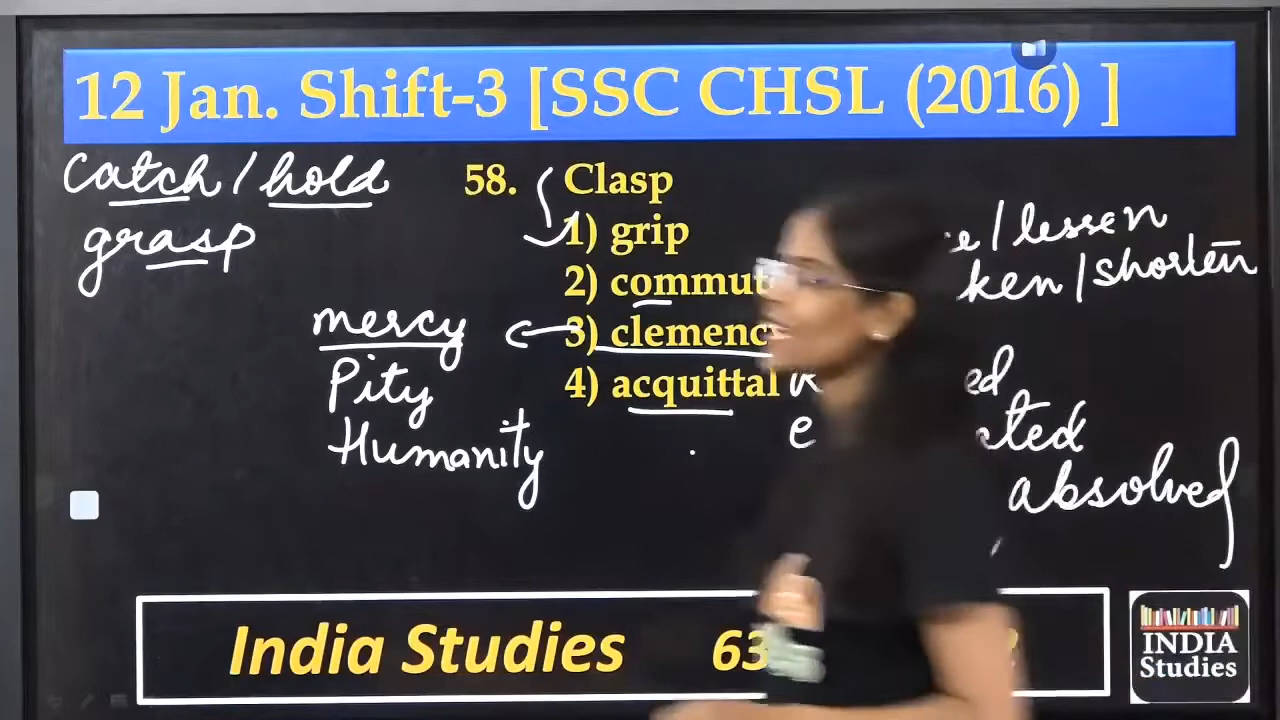 12 Jan. Shift-3 [SSC CHSL (2016) ]
catch / hold
grasp
58. Clasp
1) grip
2) commut
3) clemenc
4) acquittal
mercy
Pity
Humanity
e / lessen
ken / shorten
ed
ted
absolved
e
India Studies 63
INDIA
Studies